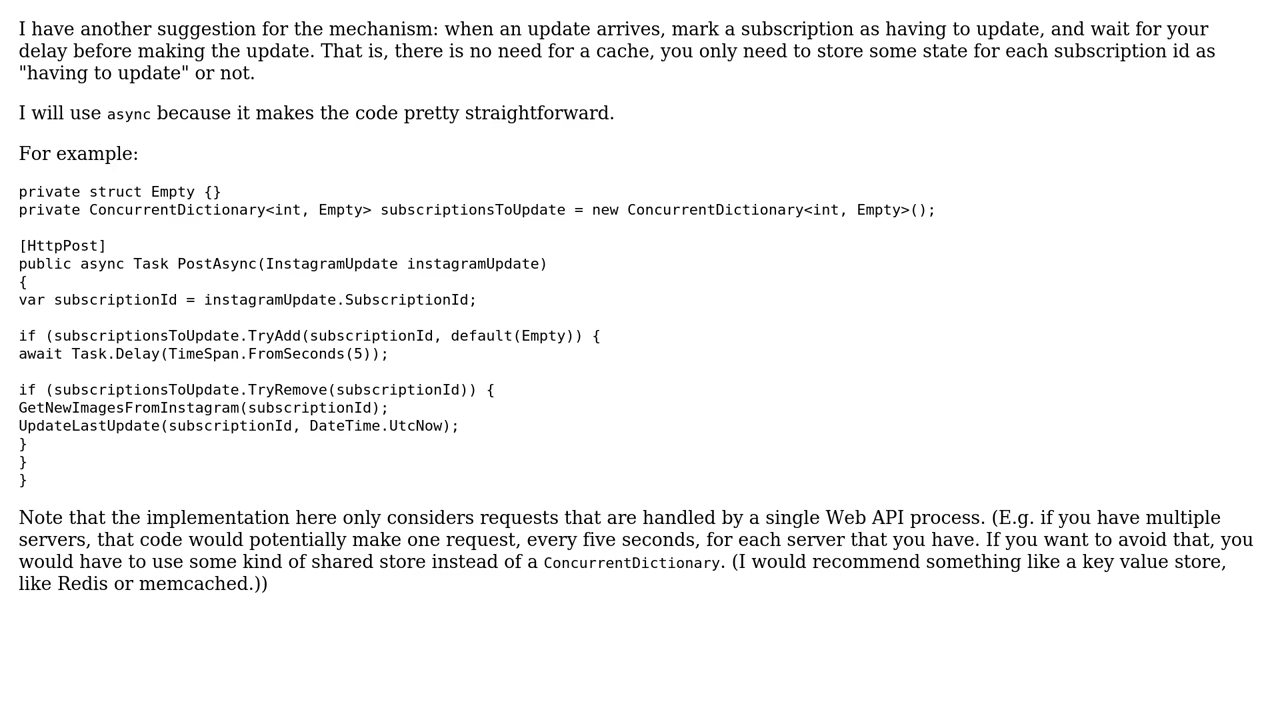 I have another suggestion for the mechanism: when an update arrives, mark a subscription as having to update, and wait for your
delay before making the update. That is, there is no need for a cache, you only need to store some state for each subscription id as
"having to update" or not.
I will use async because it makes the code pretty straightforward.
For example:
private struct Empty {}
private ConcurrentDictionary<int, Empty> subscriptionsToUpdate = new ConcurrentDictionary<int, Empty>();
[HttpPost]
public async Task PostAsync(InstagramUpdate instagramUpdate)
{
var subscriptionId = instagramUpdate.SubscriptionId;
if (subscriptionsToUpdate.TryAdd(subscriptionId, default(Empty)) {
await Task.Delay(TimeSpan.FromSeconds(5));
if (subscriptionsToUpdate.TryRemove(subscriptionId)) {
GetNewImagesFromInstagram(subscriptionId);
UpdateLastUpdate(subscriptionId, DateTime.UtcNow);
}
}
}
Note that the implementation here only considers requests that are handled by a single Web API process. (E.g. if you have multiple
servers, that code would potentially make one request, every five seconds, for each server that you have. If you want to avoid that, you
would have to use some kind of shared store instead of a ConcurrentDictionary. (I would recommend something like a key value store,
like Redis or memcached.))